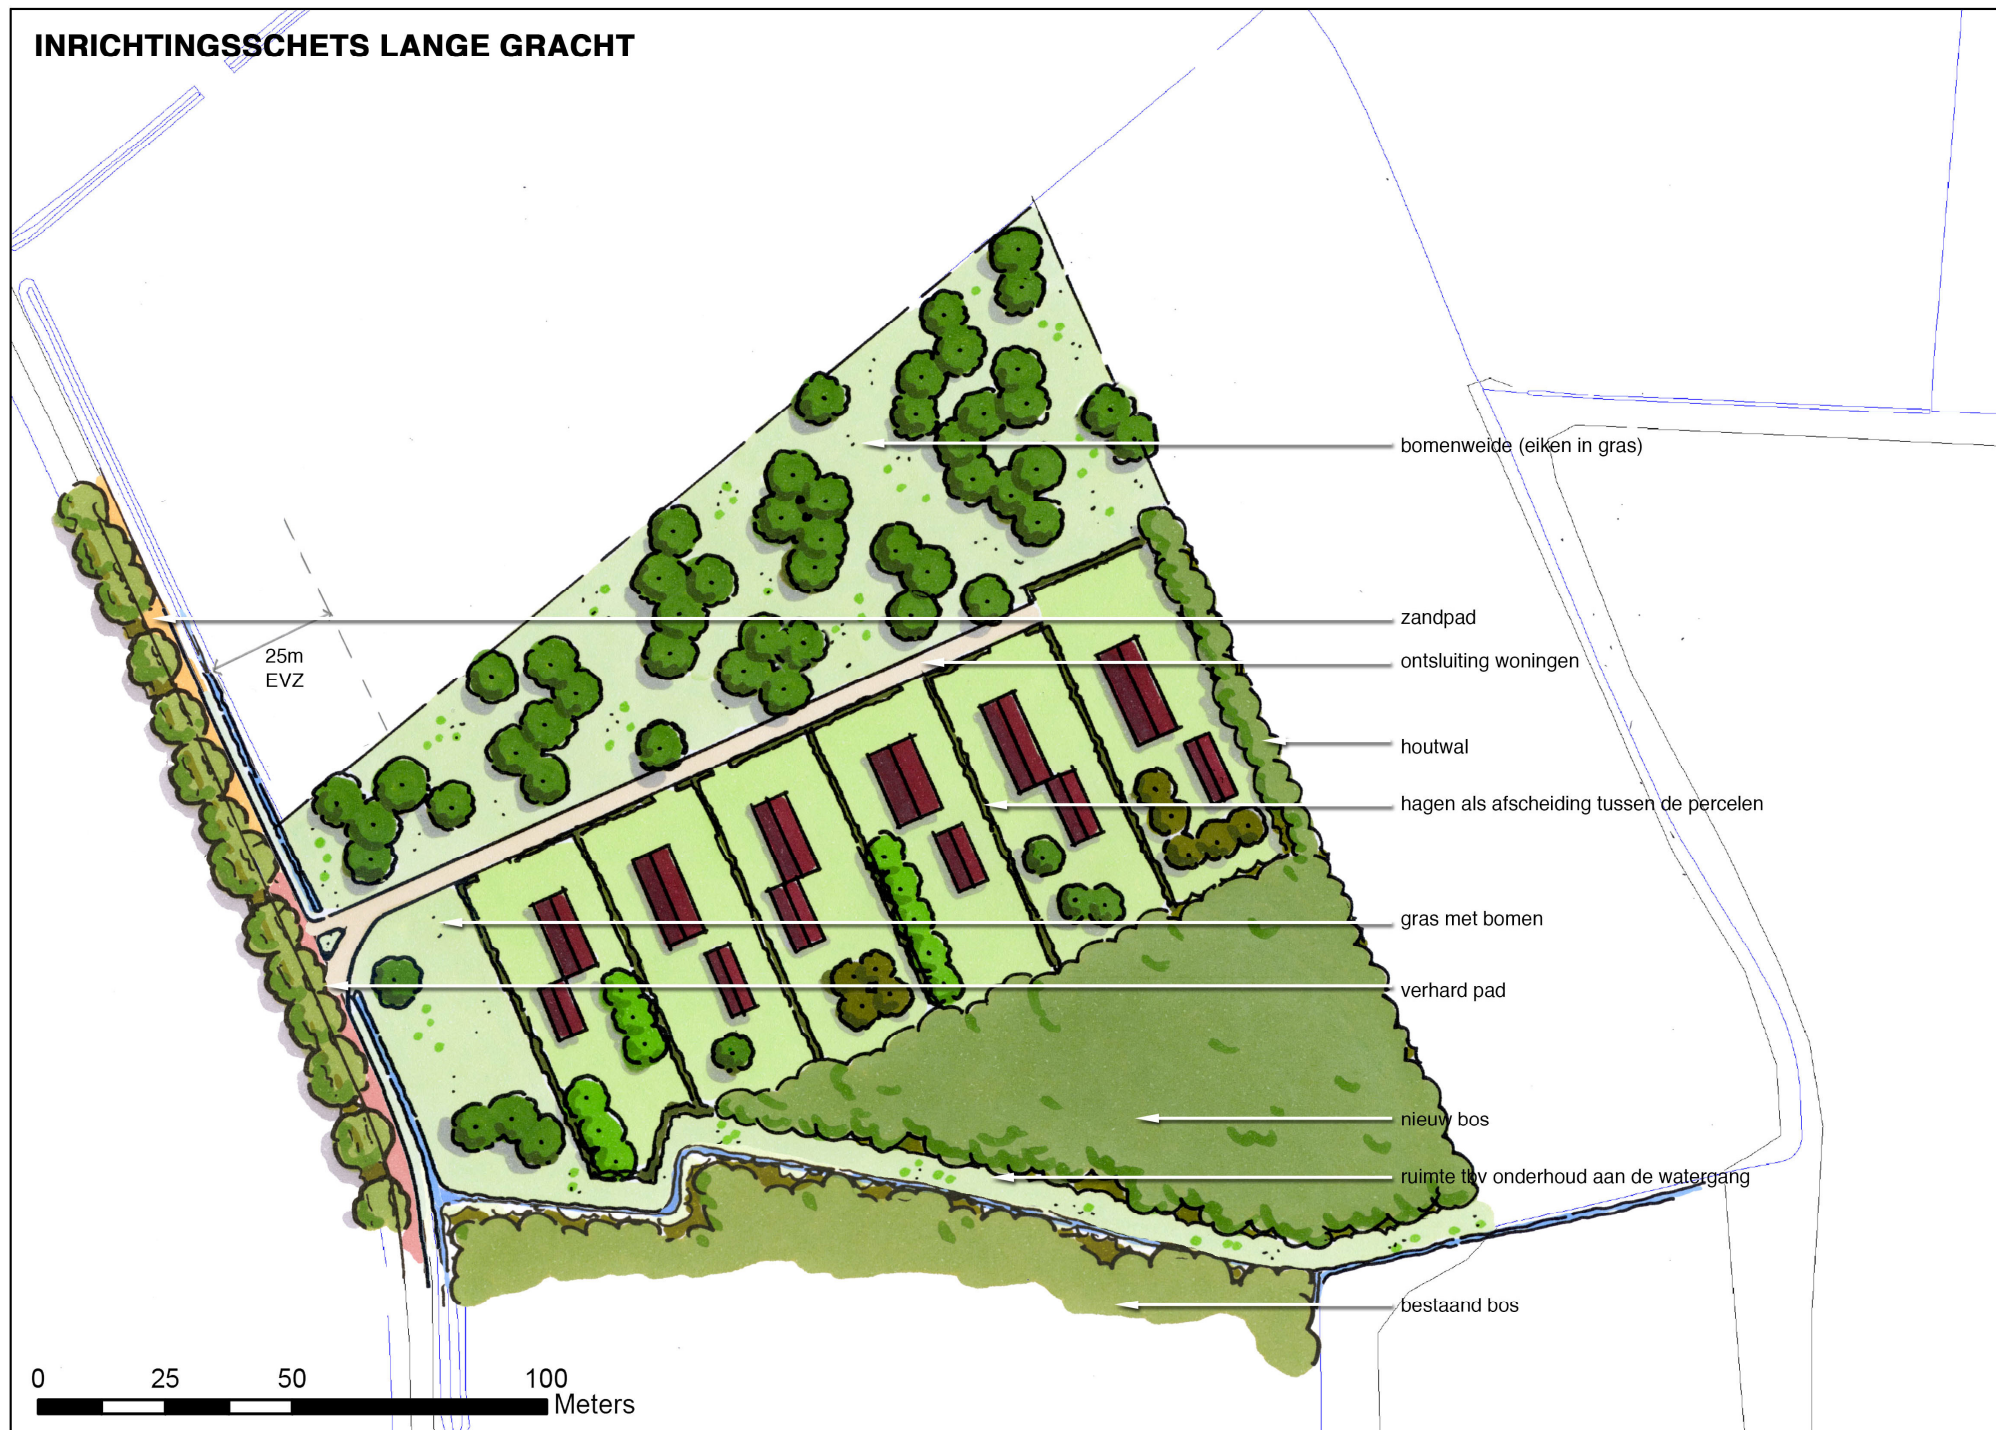 INRICHTINGSSCHETS LANGE GRACHT
bomenweide (eiken in gras)
zandpad
25m
EVZ
ontsluiting woningen
houtwal
hagen als afscheiding tussen de percelen
gras met bomen
verhard pad
nieuw bos
ruimte tbv onderhoud aan de watergang
bestaand bos
0 25 50 100
Meters